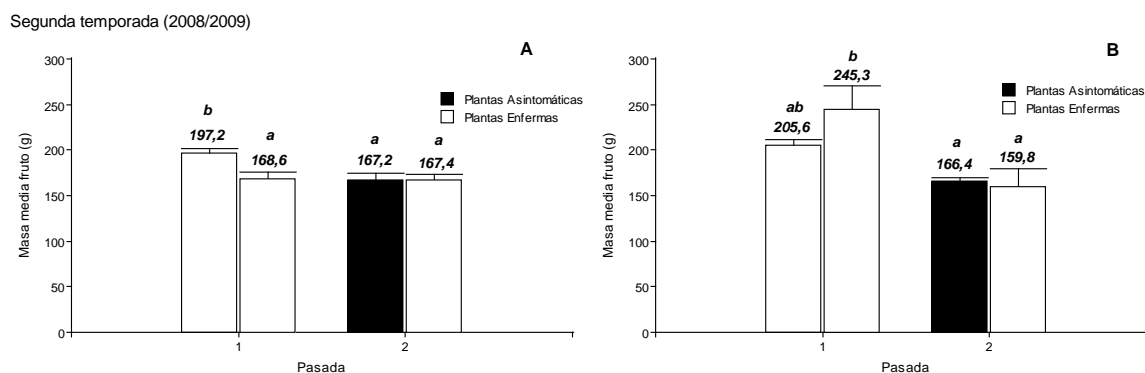 Segunda temporada (2008/2009)
A
Masa media fruto (g)
300
250
200
150
100
50
0
Plantas Asintomáticas
Plantas Enfermas
b
197,2
a
168,6
a
167,2
a
167,4
1
2
Pasada
B
Masa media fruto (g)
300
250
200
150
100
50
0
Plantas Asintomáticas
Plantas Enfermas
ab
205,6
b
245,3
a
166,4
a
159,8
1
2
Pasada